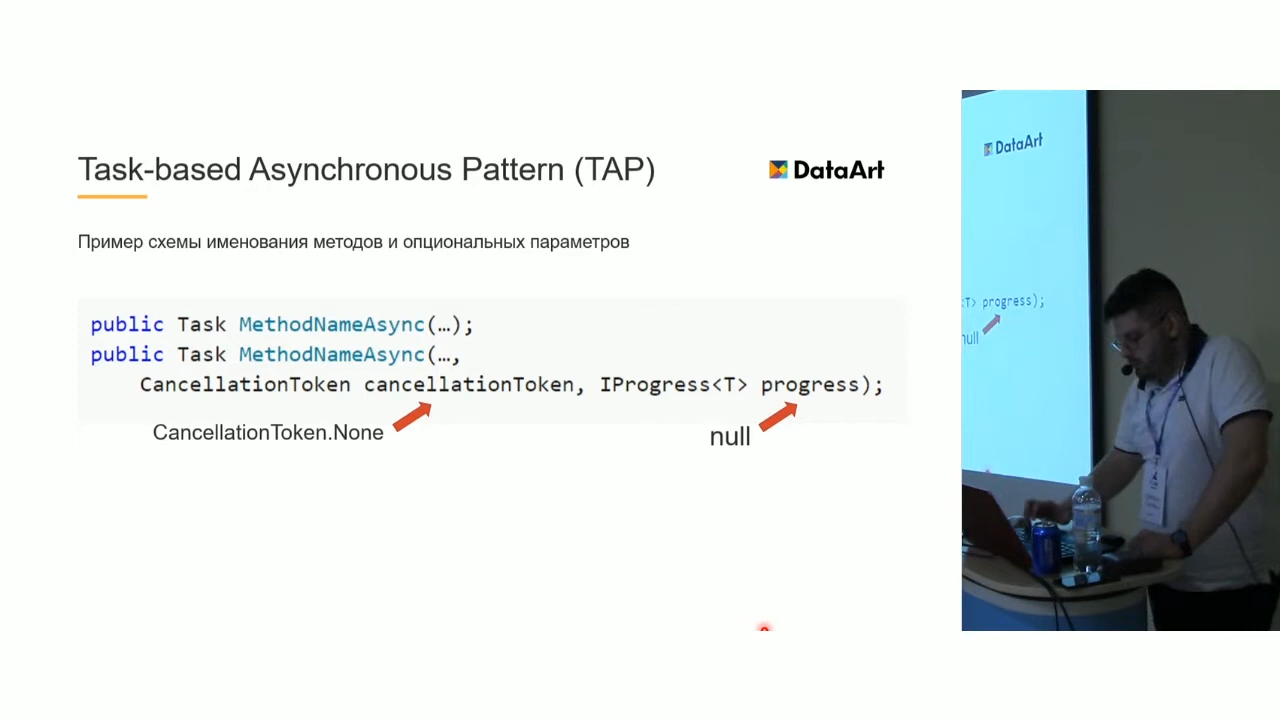 Task-based Asynchronous Pattern (TAP)
DataArt
Пример схемы именования методов и опциональных параметров
public Task MethodNameAsync(…);
public Task MethodNameAsync(…,
CancellationToken cancellationToken, IProgress<T> progress);
CancellationToken.None
null
DataArt
<T> progress);
null